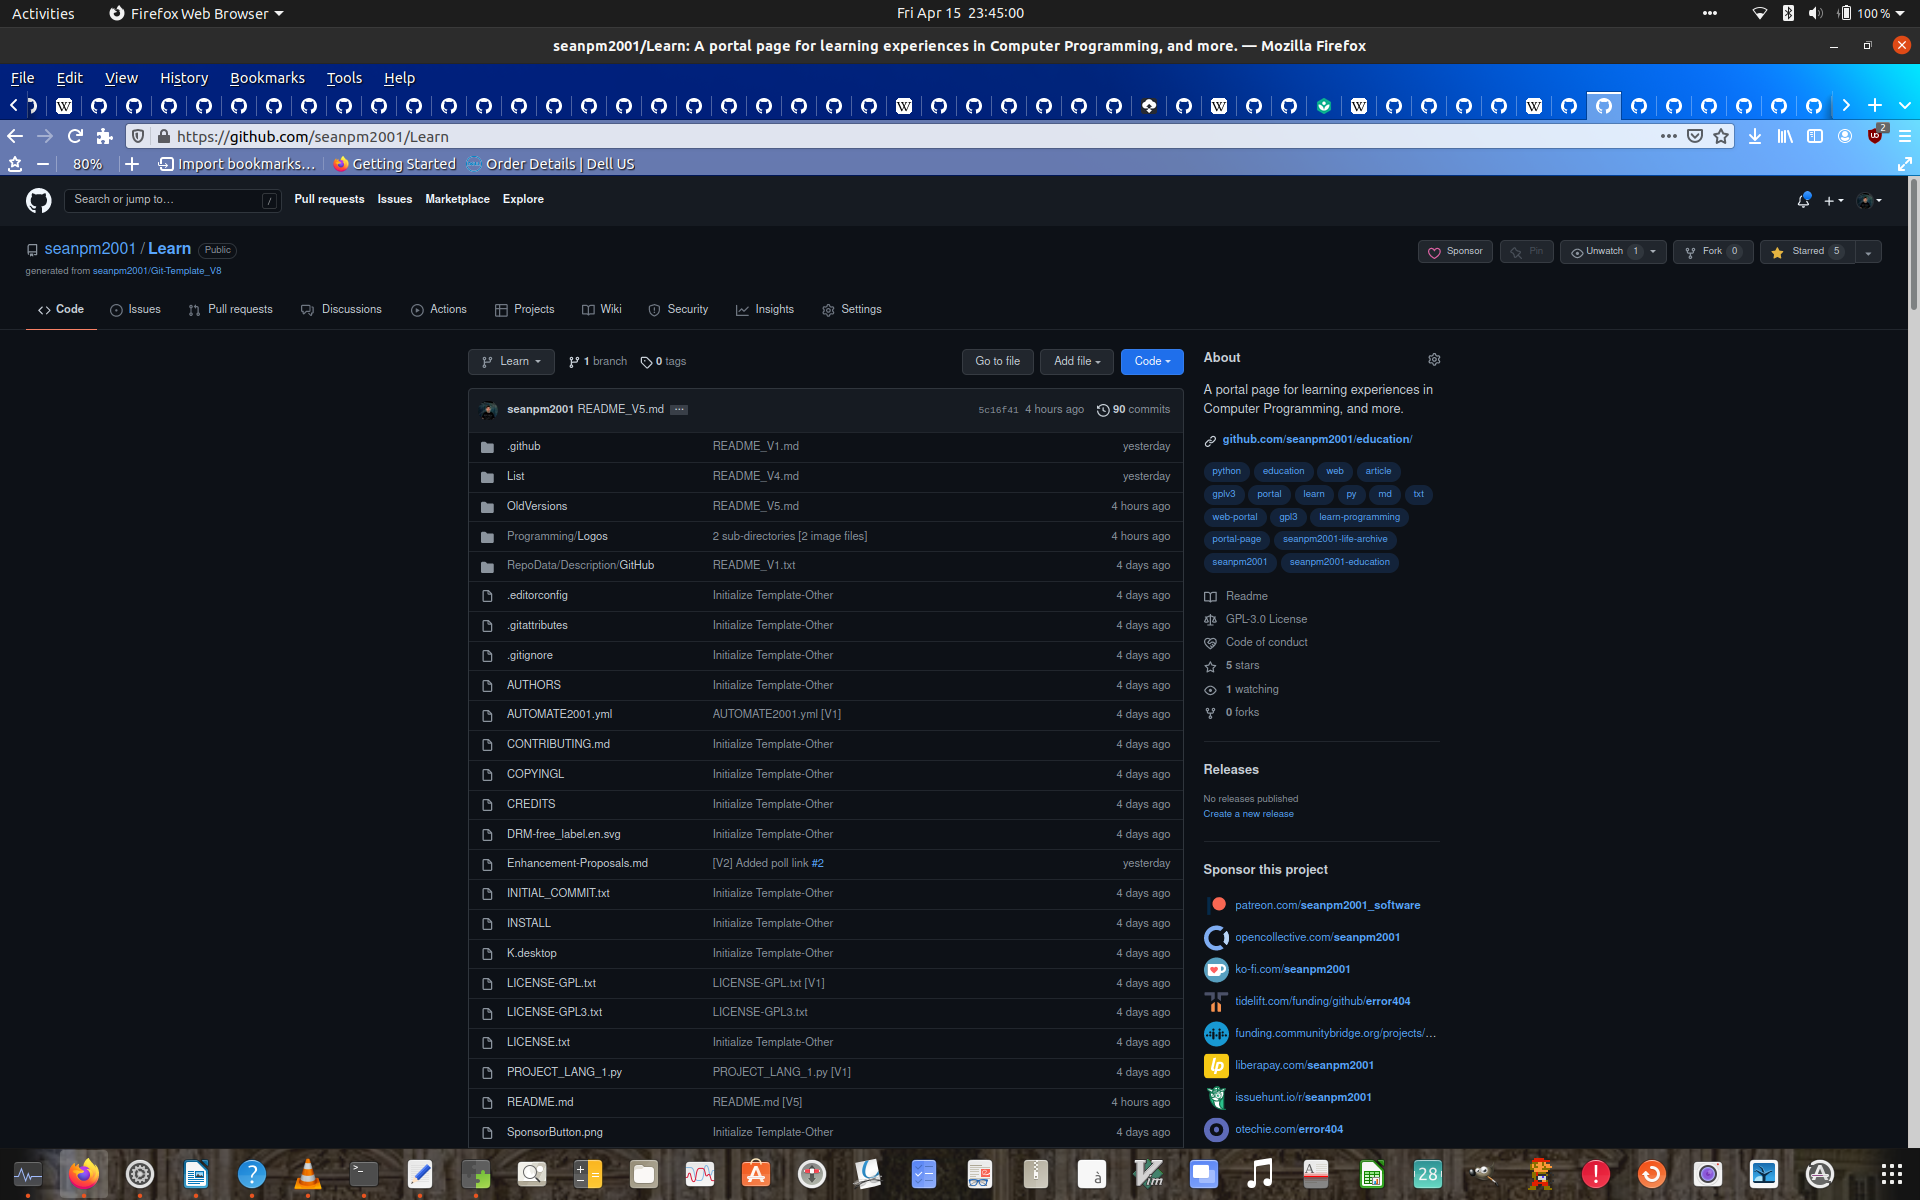 Activities
Firefox Web Browser
Fri Apr 15 23:45:00
100 %
seanpm2001/Learn: A portal page for learning experiences in Computer Programming, and more. — Mozilla Firefox
File Edit View History Bookmarks Tools Help
https://github.com/seanpm2001/Learn
2
80%
Import bookmarks...
Getting Started
Order Details | Dell US
Search or jump to...
/
Pull requests Issues Marketplace Explore
seanpm2001 / Learn Public
Sponsor
Pin
Unwatch 1
Fork 0
Starred 5
generated from seanpm2001/Git-Template_V8
Code Issues Pull requests Discussions Actions Projects Wiki Security Insights Settings
Learn
1 branch
0 tags
Go to file
Add file
Code
seanpm2001 README_V5.md ...
5c16f41 4 hours ago
90 commits
.github README_V1.md yesterday
List README_V4.md yesterday
OldVersions README_V5.md 4 hours ago
Programming/Logos 2 sub-directories [2 image files] 4 hours ago
RepoData/Description/GitHub README_V1.txt 4 days ago
.editorconfig Initialize Template-Other 4 days ago
.gitattributes Initialize Template-Other 4 days ago
.gitignore Initialize Template-Other 4 days ago
AUTHORS Initialize Template-Other 4 days ago
AUTOMATE2001.yml AUTOMATE2001.yml [V1] 4 days ago
CONTRIBUTING.md Initialize Template-Other 4 days ago
COPYINGL Initialize Template-Other 4 days ago
CREDITS Initialize Template-Other 4 days ago
DRM-free_label.en.svg Initialize Template-Other 4 days ago
Enhancement-Proposals.md [V2] Added poll link #2 yesterday
INITIAL_COMMIT.txt Initialize Template-Other 4 days ago
INSTALL Initialize Template-Other 4 days ago
K.desktop Initialize Template-Other 4 days ago
LICENSE-GPL.txt LICENSE-GPL.txt [V1] 4 days ago
LICENSE-GPL3.txt LICENSE-GPL3.txt 4 days ago
LICENSE.txt Initialize Template-Other 4 days ago
PROJECT_LANG_1.py PROJECT_LANG_1.py [V1] 4 days ago
README.md README.md [V5] 4 hours ago
SponsorButton.png Initialize Template-Other 4 days ago
About
A portal page for learning experiences in
Computer Programming, and more.
github.com/seanpm2001/education/
python education web article
gplv3 portal learn py md txt
web-portal gpl3 learn-programming
portal-page seanpm2001-life-archive
seanpm2001 seanpm2001-education
Readme
GPL-3.0 License
Code of conduct
5 stars
1 watching
0 forks
Releases
No releases published
Create a new release
Sponsor this project
patreon.com/seanpm2001_software
opencollective.com/seanpm2001
ko-fi.com/seanpm2001
tidelift.com/funding/github/error404
funding.communitybridge.org/projects/...
liberapay.com/seanpm2001
issuehunt.io/r/seanpm2001
otechie.com/error404
28